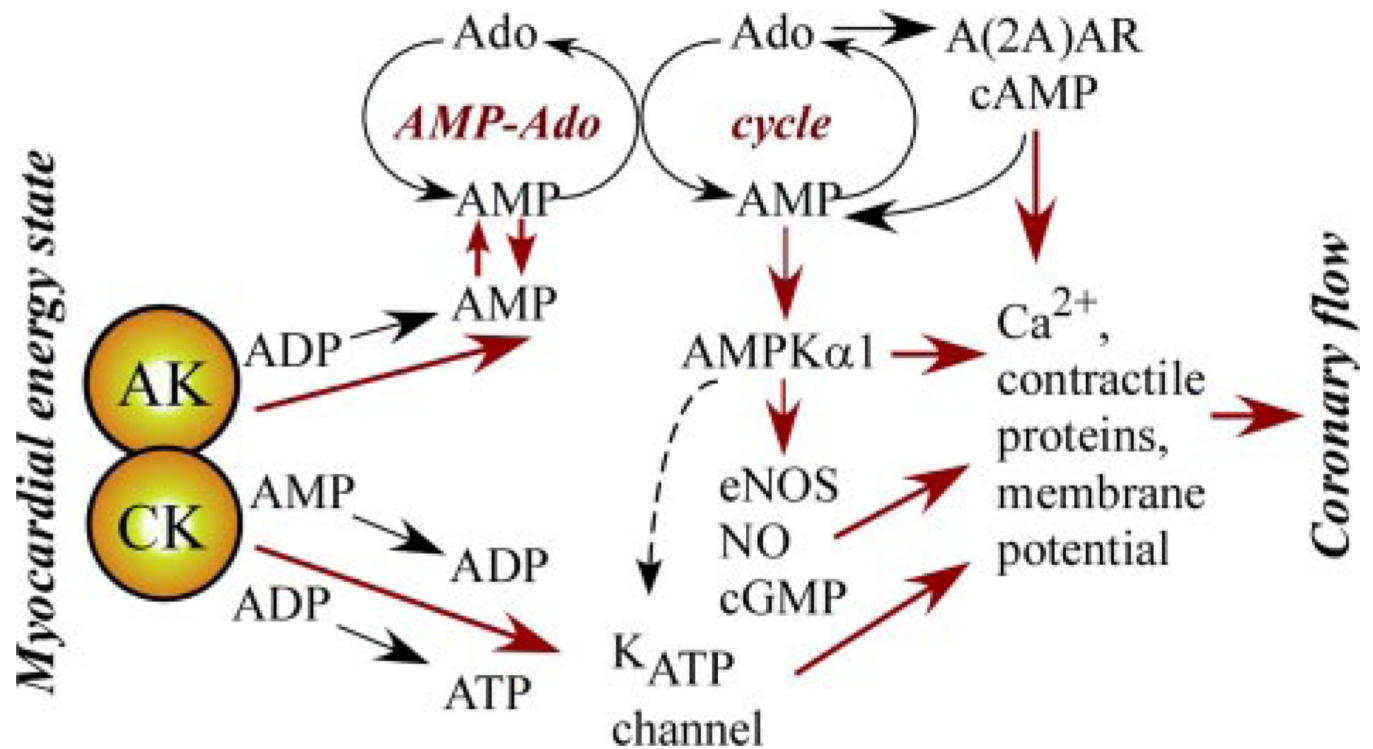 Myocardial energy state
Ado
Ado
A(2A)AR
cAMP
AMP-Ado
cycle
AMP
AMP
AMP
ADP
AK
CK
AMP
ADP
ADP
ATP
AMPKα1
eNOS
NO
cGMP
K_ATP
channel
Ca²⁺,
contractile
proteins,
membrane
potential
Coronary flow